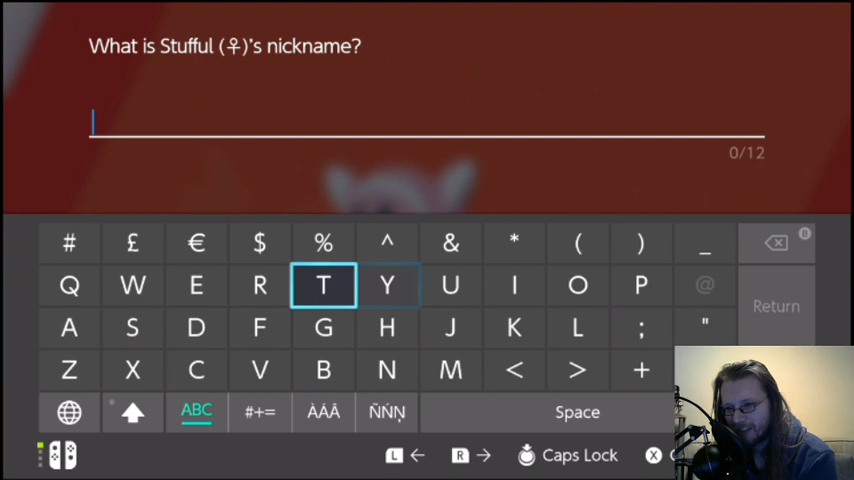 What is Stufful (♀)'s nickname?
0/12
# £ € $ % ^ & * ( ) _ B
Q W E R T Y U I O P @ Return
A S D F G H J K L ; "
Z X C V B N M < > +
ABC #+= ÀÁÂ ÑŃŅ Space
L ← R → Caps Lock X